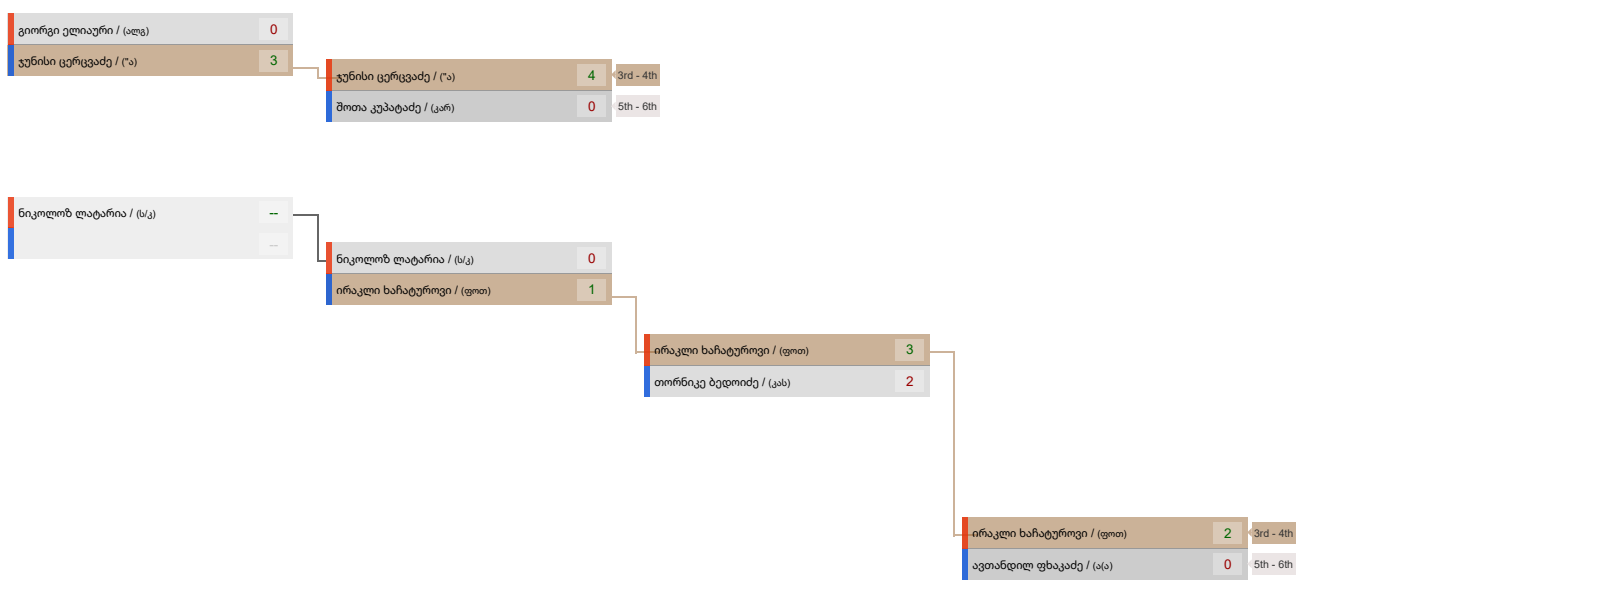 გიორგი ელიაური / (ალგ) 0
ჯუნისი ცერცვაძე / ("ა) 3
ჯუნისი ცერცვაძე / ("ა) 4 3rd - 4th
შოთა კუპატაძე / (კარ) 0 5th - 6th
ნიკოლოზ ლატარია / (ს/კ) --
--
ნიკოლოზ ლატარია / (ს/კ) 0
ირაკლი ხაჩატუროვი / (ფოთ) 1
ირაკლი ხაჩატუროვი / (ფოთ) 3
თორნიკე ბედოიძე / (კას) 2
ირაკლი ხაჩატუროვი / (ფოთ) 2 3rd - 4th
ავთანდილ ფხაკაძე / (ა(ა) 0 5th - 6th